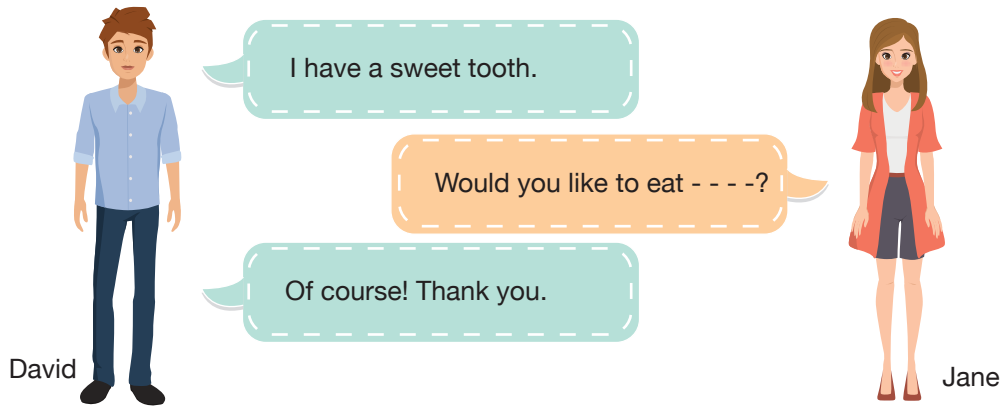 I have a sweet tooth.
Would you like to eat - - - -?
Of course! Thank you.
David
Jane